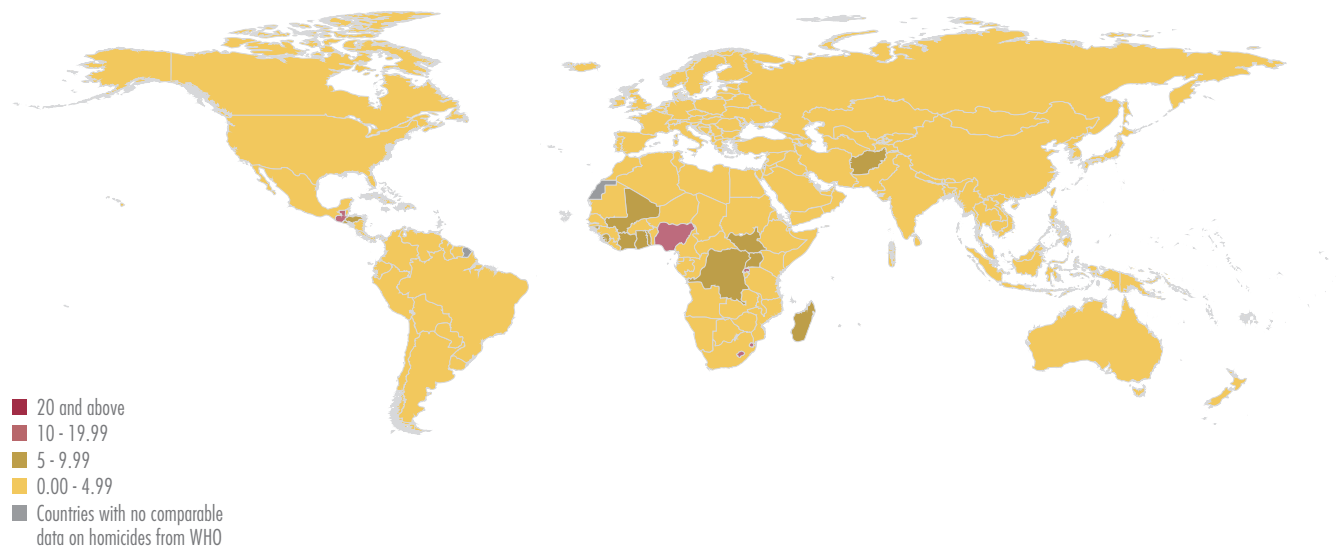 20 and above
10 - 19.99
5 - 9.99
0.00 - 4.99
Countries with no comparable
data on homicides from WHO